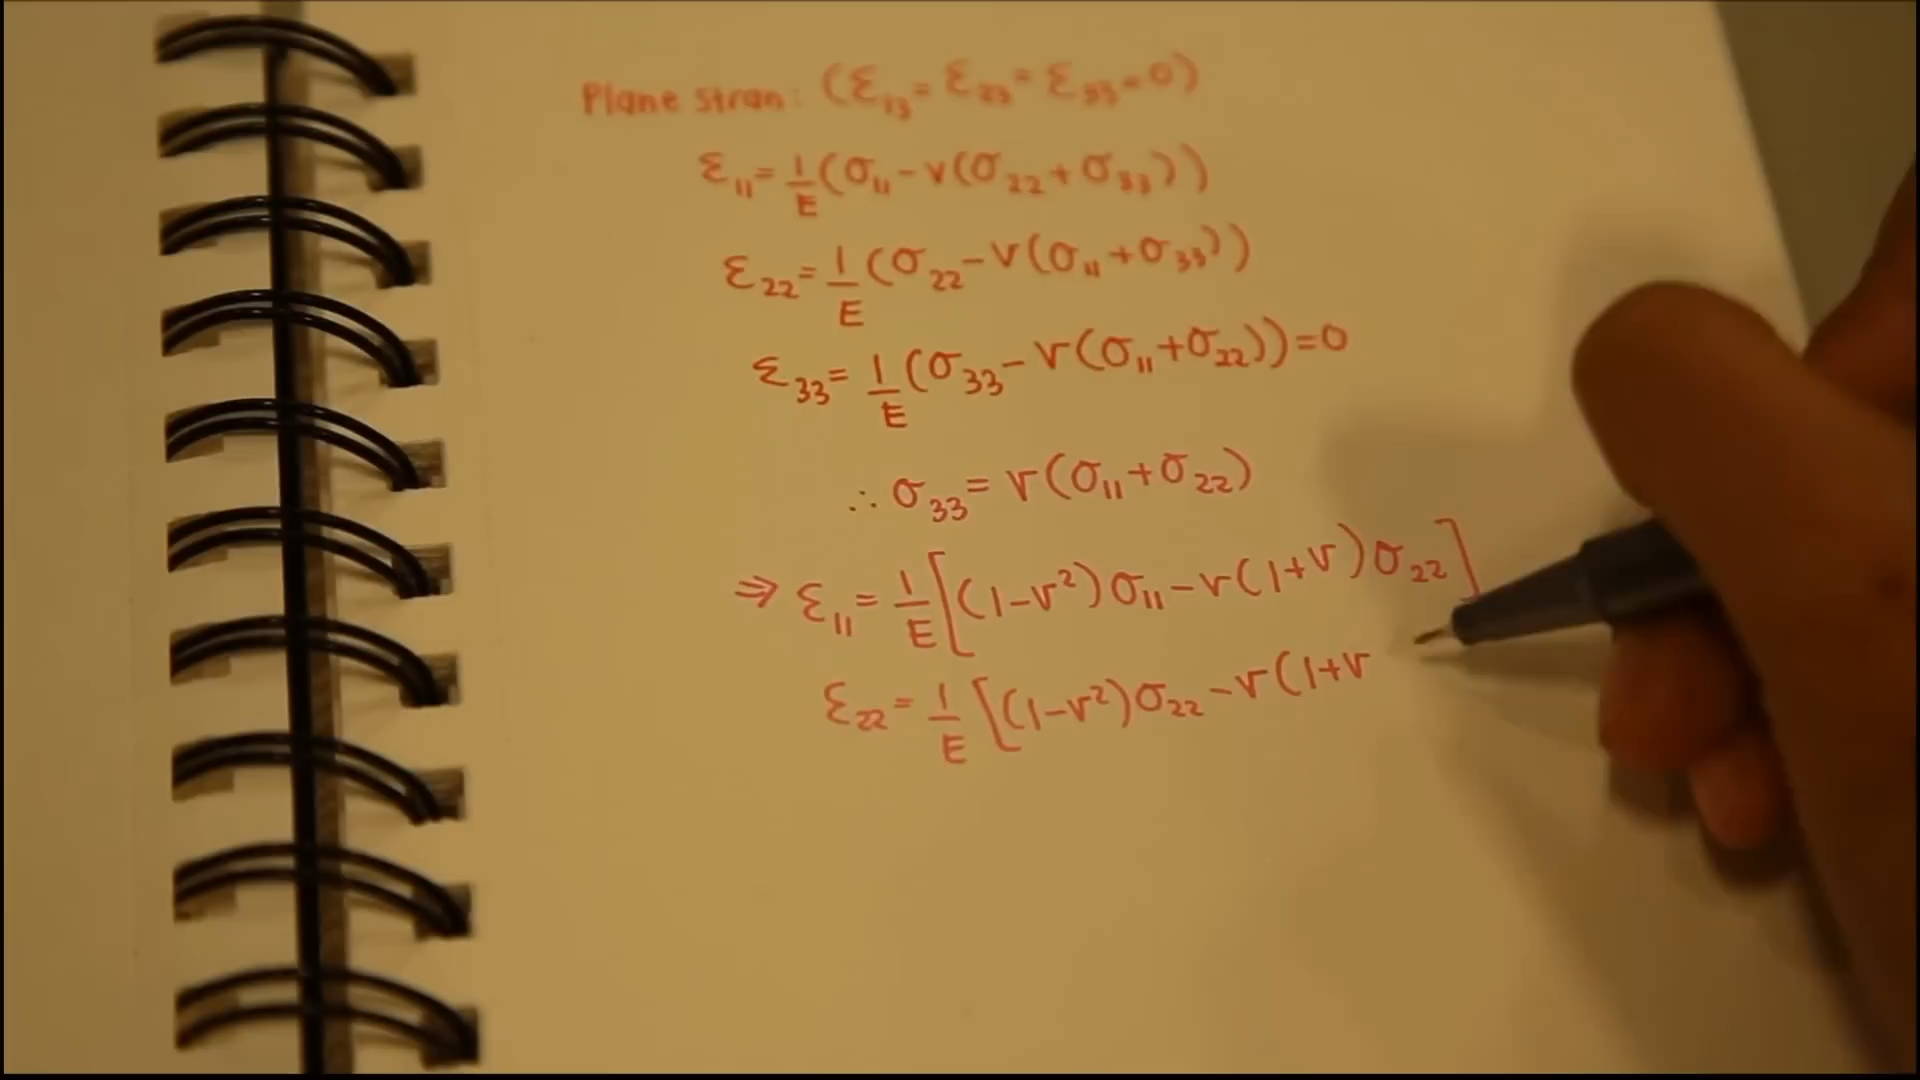 Plane stran: (ε₁₃ = ε₂₃ = ε₃₃ = 0)
ε₁₁ = 1/E (σ₁₁ - ν(σ₂₂ + σ₃₃))
ε₂₂ = 1/E (σ₂₂ - ν(σ₁₁ + σ₃₃))
ε₃₃ = 1/E (σ₃₃ - ν(σ₁₁ + σ₂₂)) = 0
∴ σ₃₃ = ν(σ₁₁ + σ₂₂)
⇒ ε₁₁ = 1/E [(1 - ν²)σ₁₁ - ν(1 + ν)σ₂₂]
ε₂₂ = 1/E [(1 - ν²)σ₂₂ - ν(1 + ν